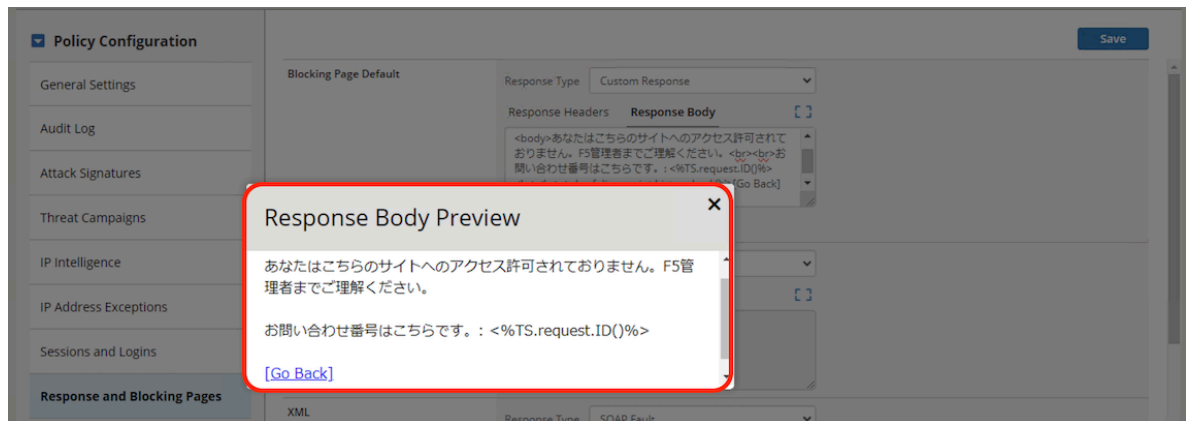 Policy Configuration
Save
General Settings
Audit Log
Attack Signatures
Threat Campaigns
IP Intelligence
IP Address Exceptions
Sessions and Logins
Response and Blocking Pages
Blocking Page Default
Response Type Custom Response
Response Headers Response Body
<body>あなたはこちらのサイトへのアクセス許可されて
おりません。F5管理者までご理解ください。<br><br>お
問い合わせ番号はこちらです。: <%TS.request.ID()%>
[Go Back]
Response Body Preview
あなたはこちらのサイトへのアクセス許可されておりません。F5管
理者までご理解ください。
お問い合わせ番号はこちらです。: <%TS.request.ID()%>
[Go Back]
XML
Response Type SOAP Fault